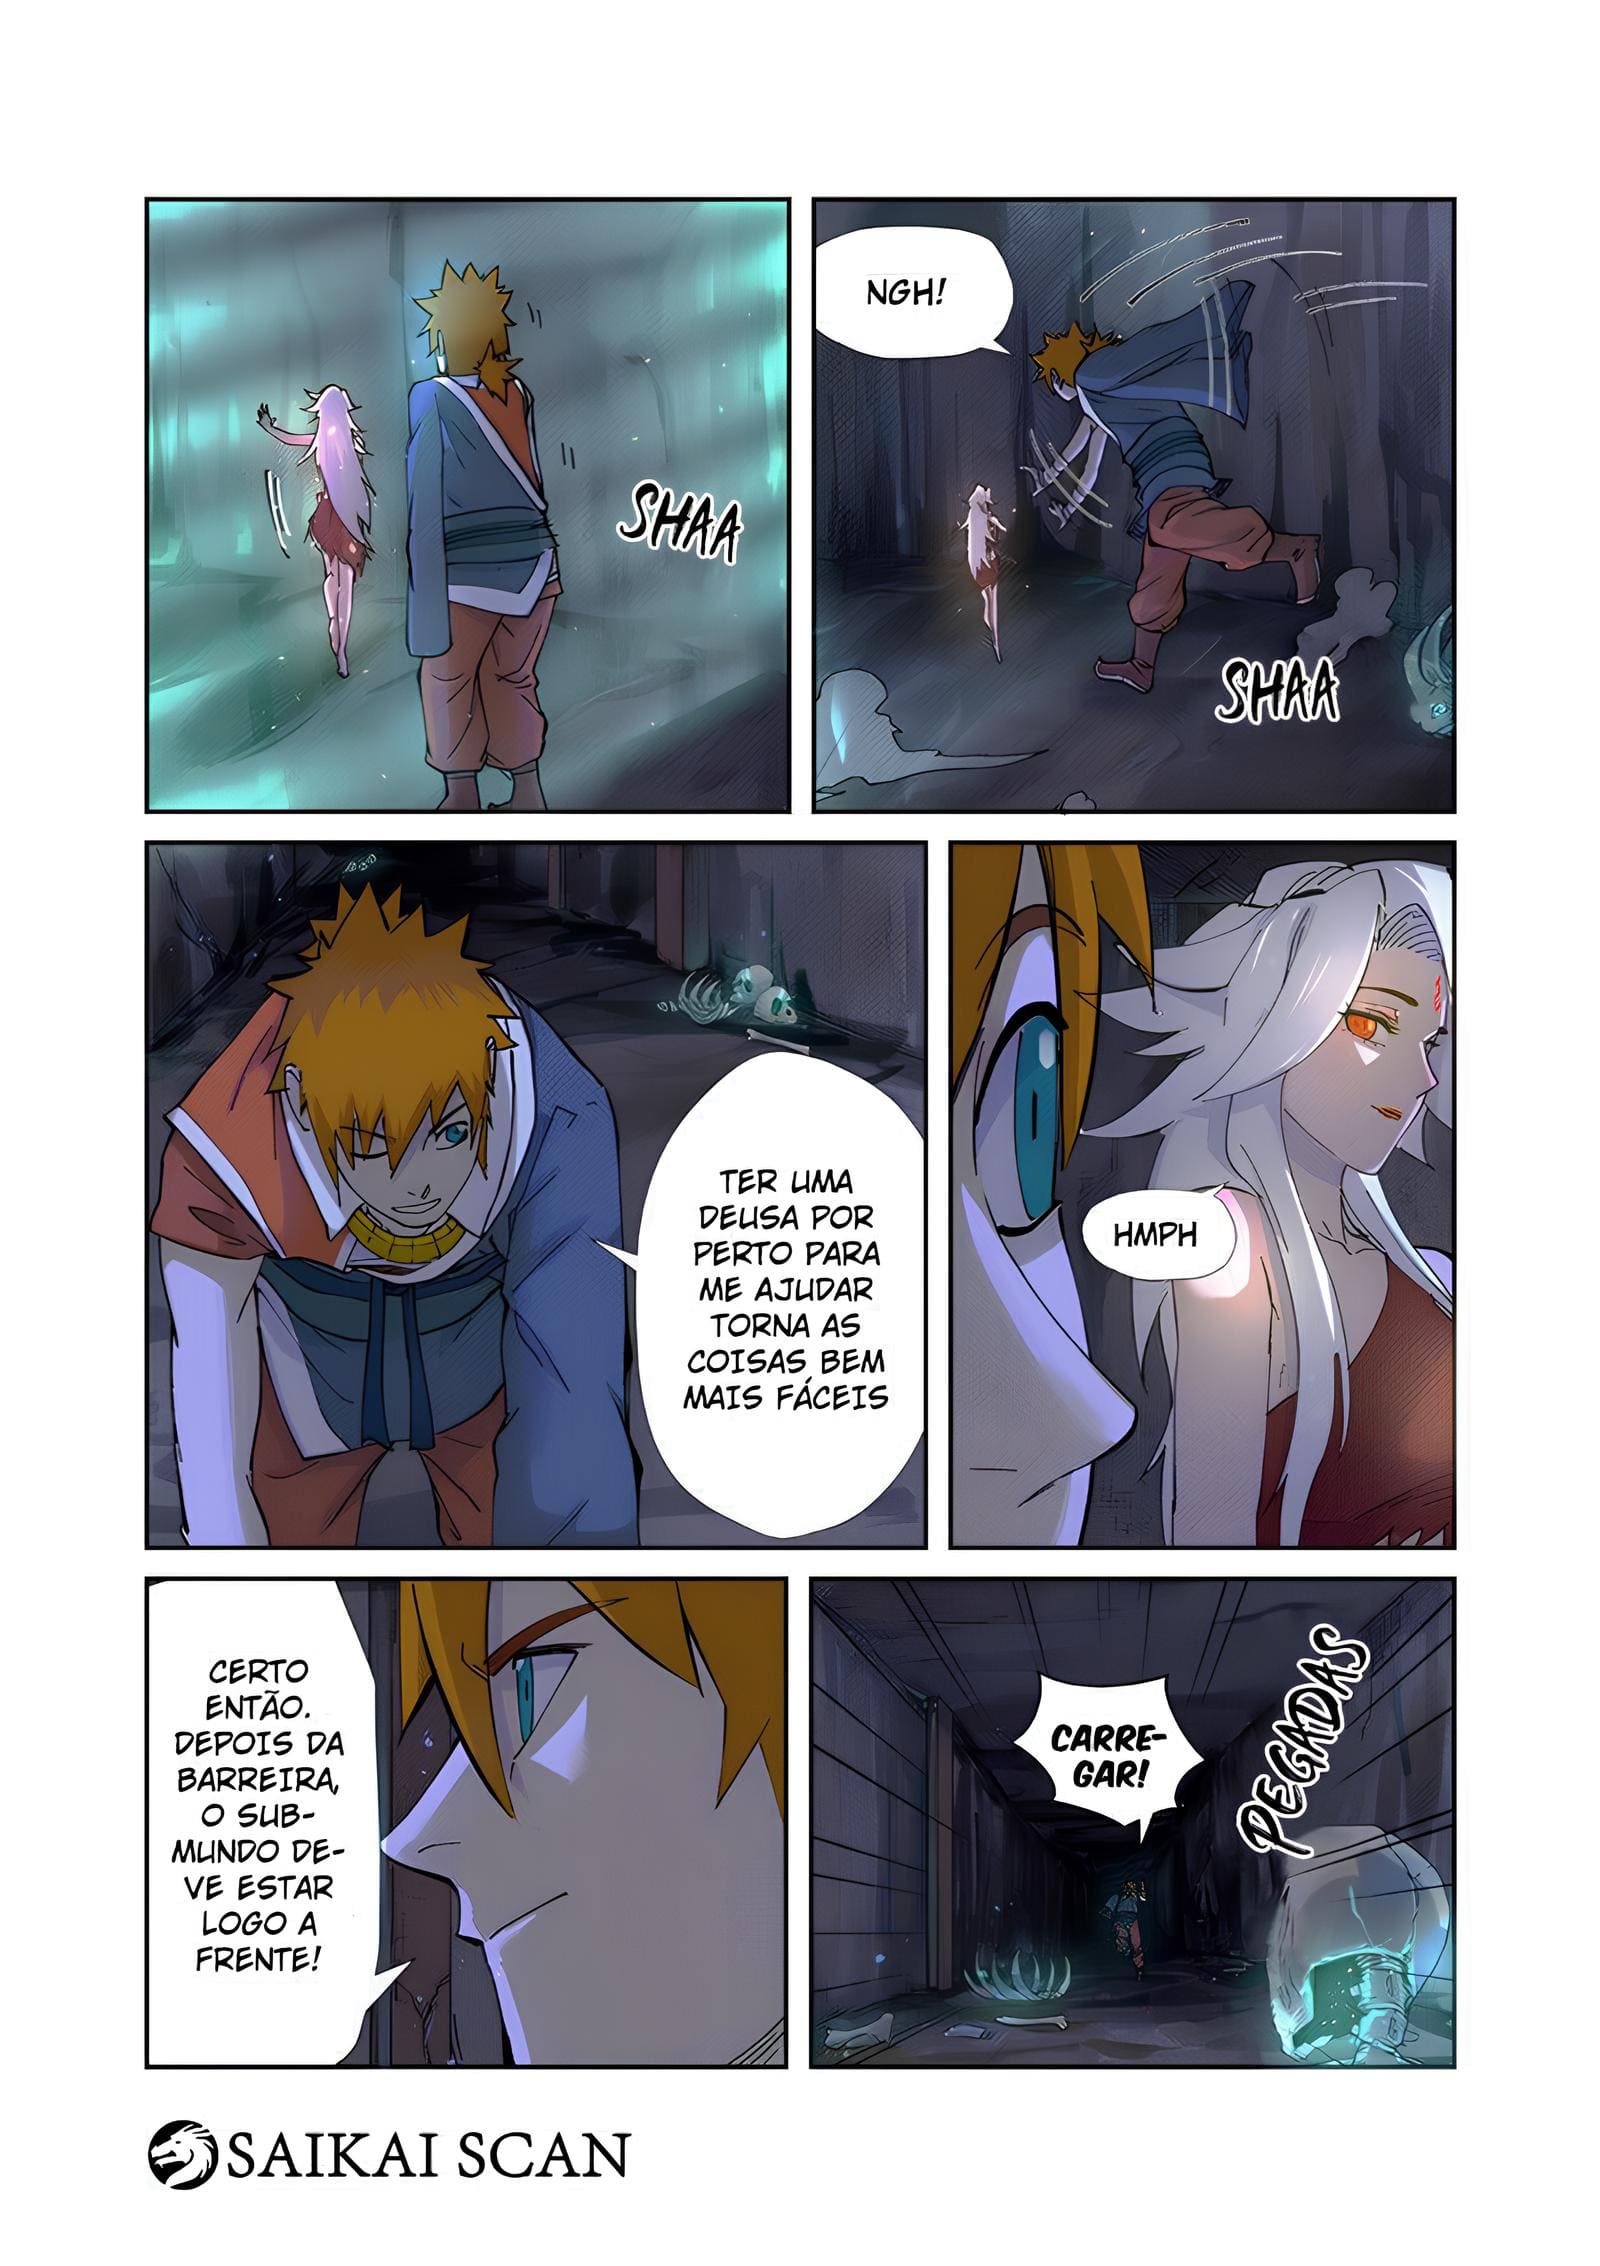 SHAA
NGH!
SHAA
TER UMA
DEUSA POR
PERTO PARA
ME AJUDAR
TORNA AS
COISAS BEM
MAIS FÁCEIS
HMPH
CERTO
ENTÃO.
DEPOIS DA
BARREIRA,
O SUB-
MUNDO DE-
VE ESTAR
LOGO A
FRENTE!
CARRE-
GAR!
PEGADAS
SAIKAI SCAN